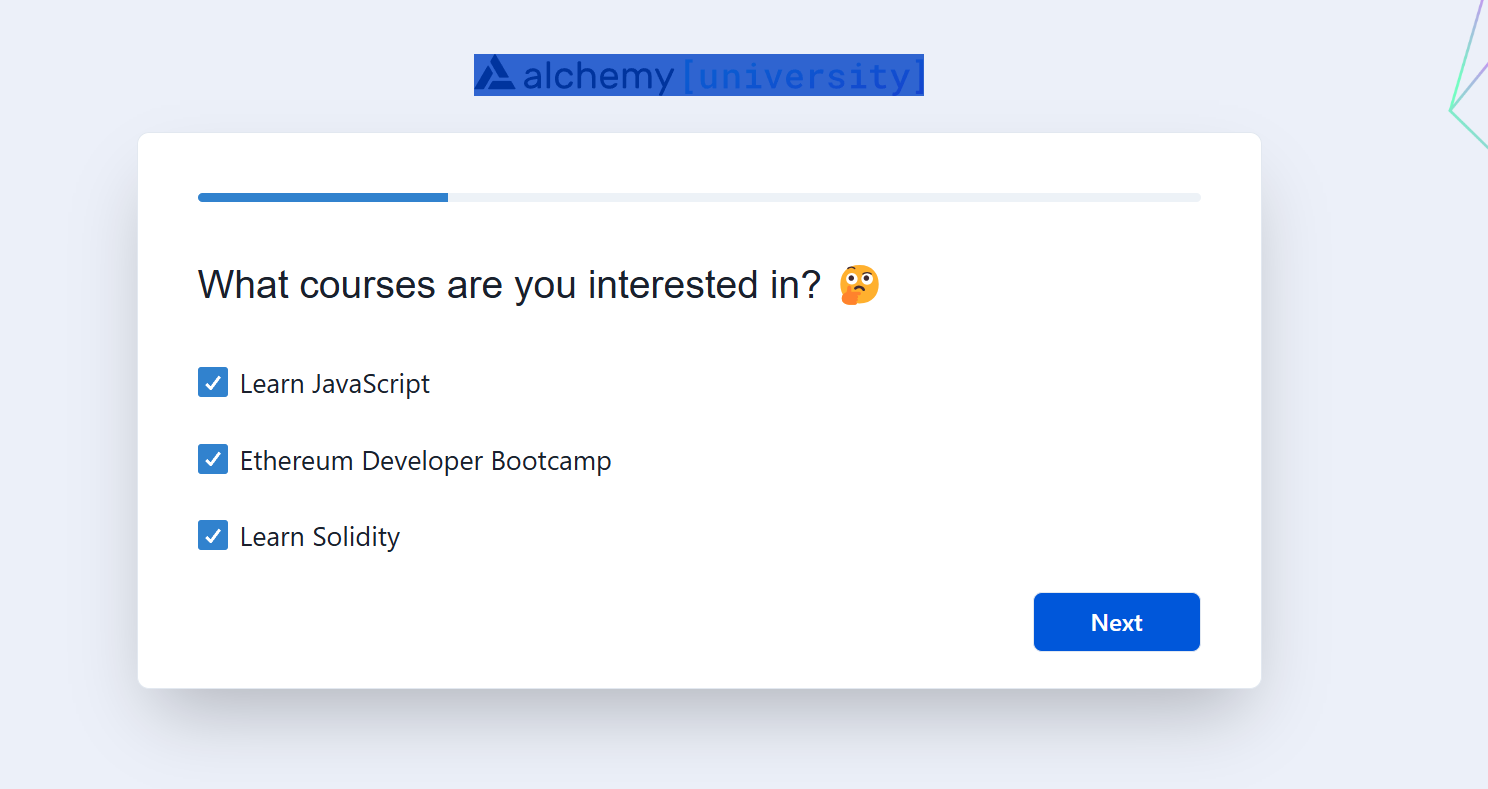 alchemy [university]
What courses are you interested in? 🤔
Learn JavaScript
Ethereum Developer Bootcamp
Learn Solidity
Next